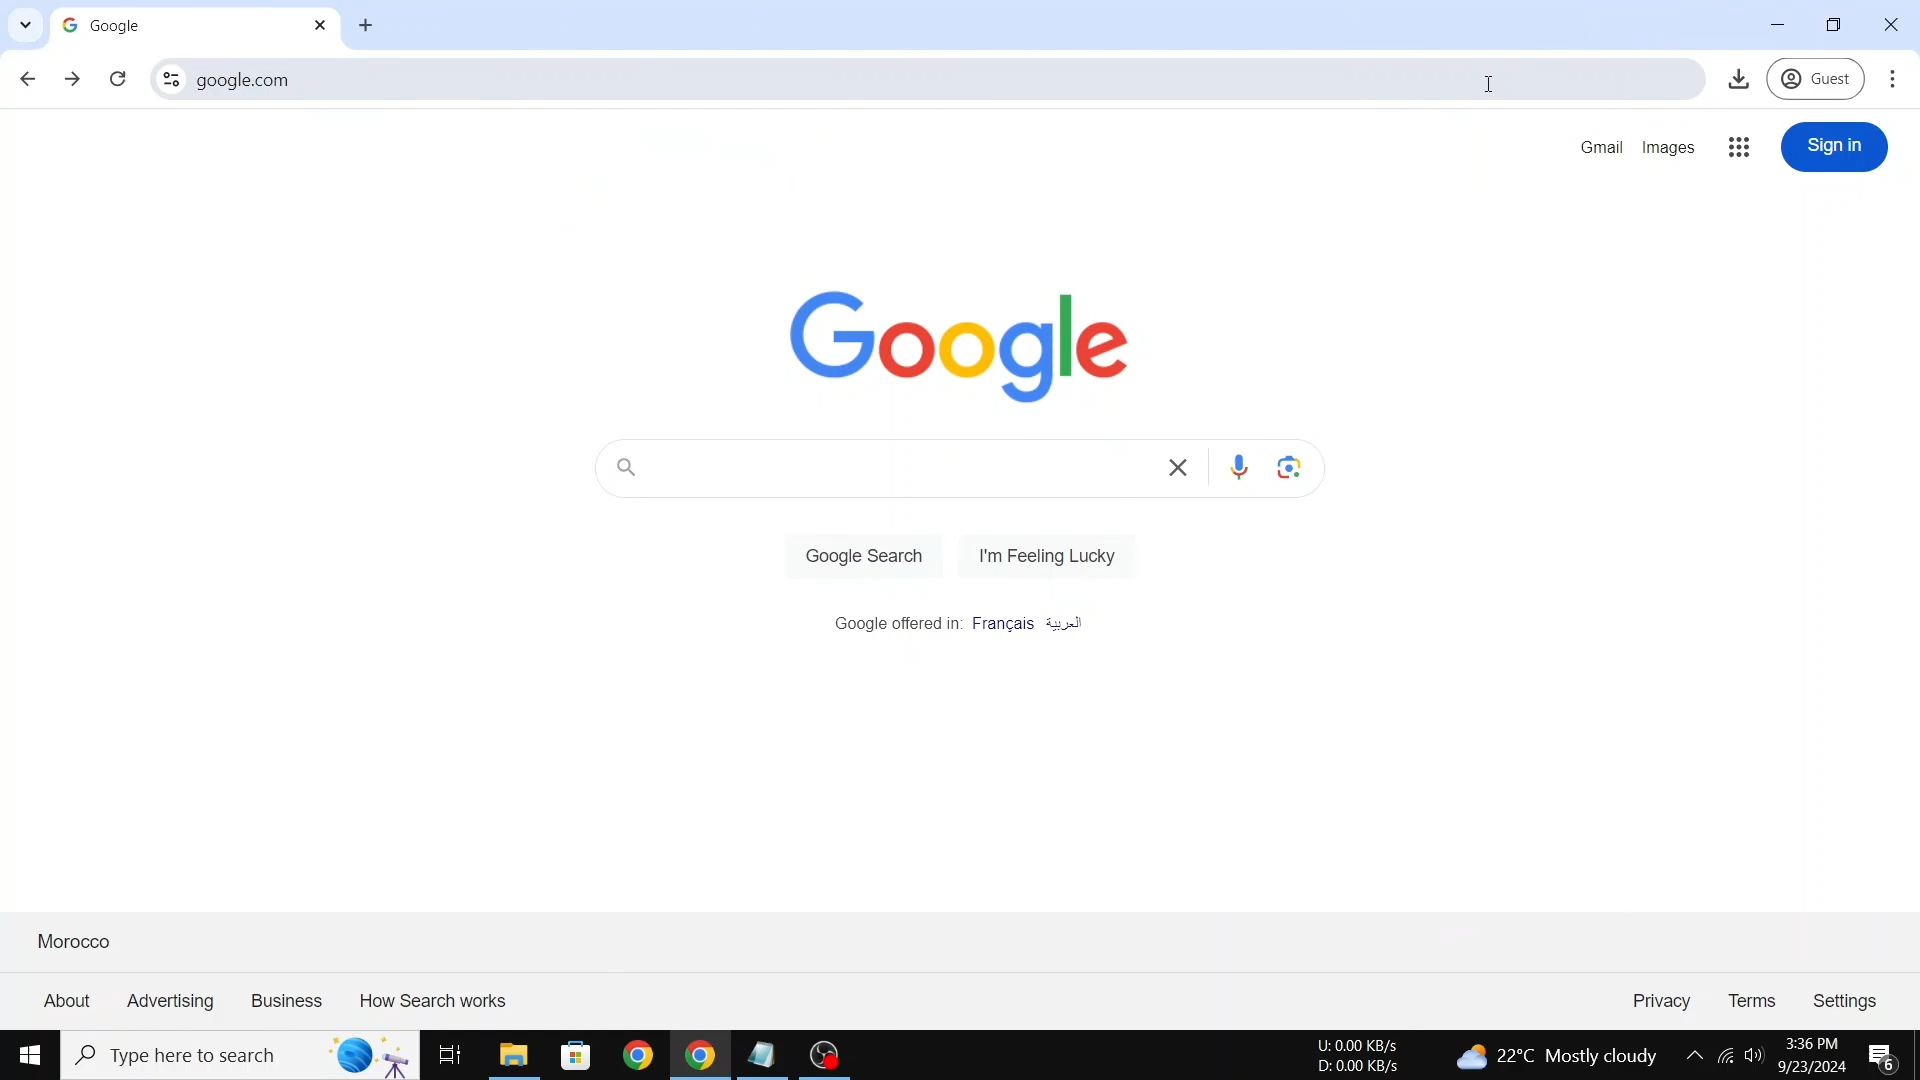 Google
google.com
Guest
Gmail Images Sign in
Google
Google Search I'm Feeling Lucky
Google offered in: Français العربية
Morocco
About Advertising Business How Search works Privacy Terms Settings
Type here to search
U: 0.00 KB/s
D: 0.00 KB/s
22°C Mostly cloudy
3:36 PM
9/23/2024
6